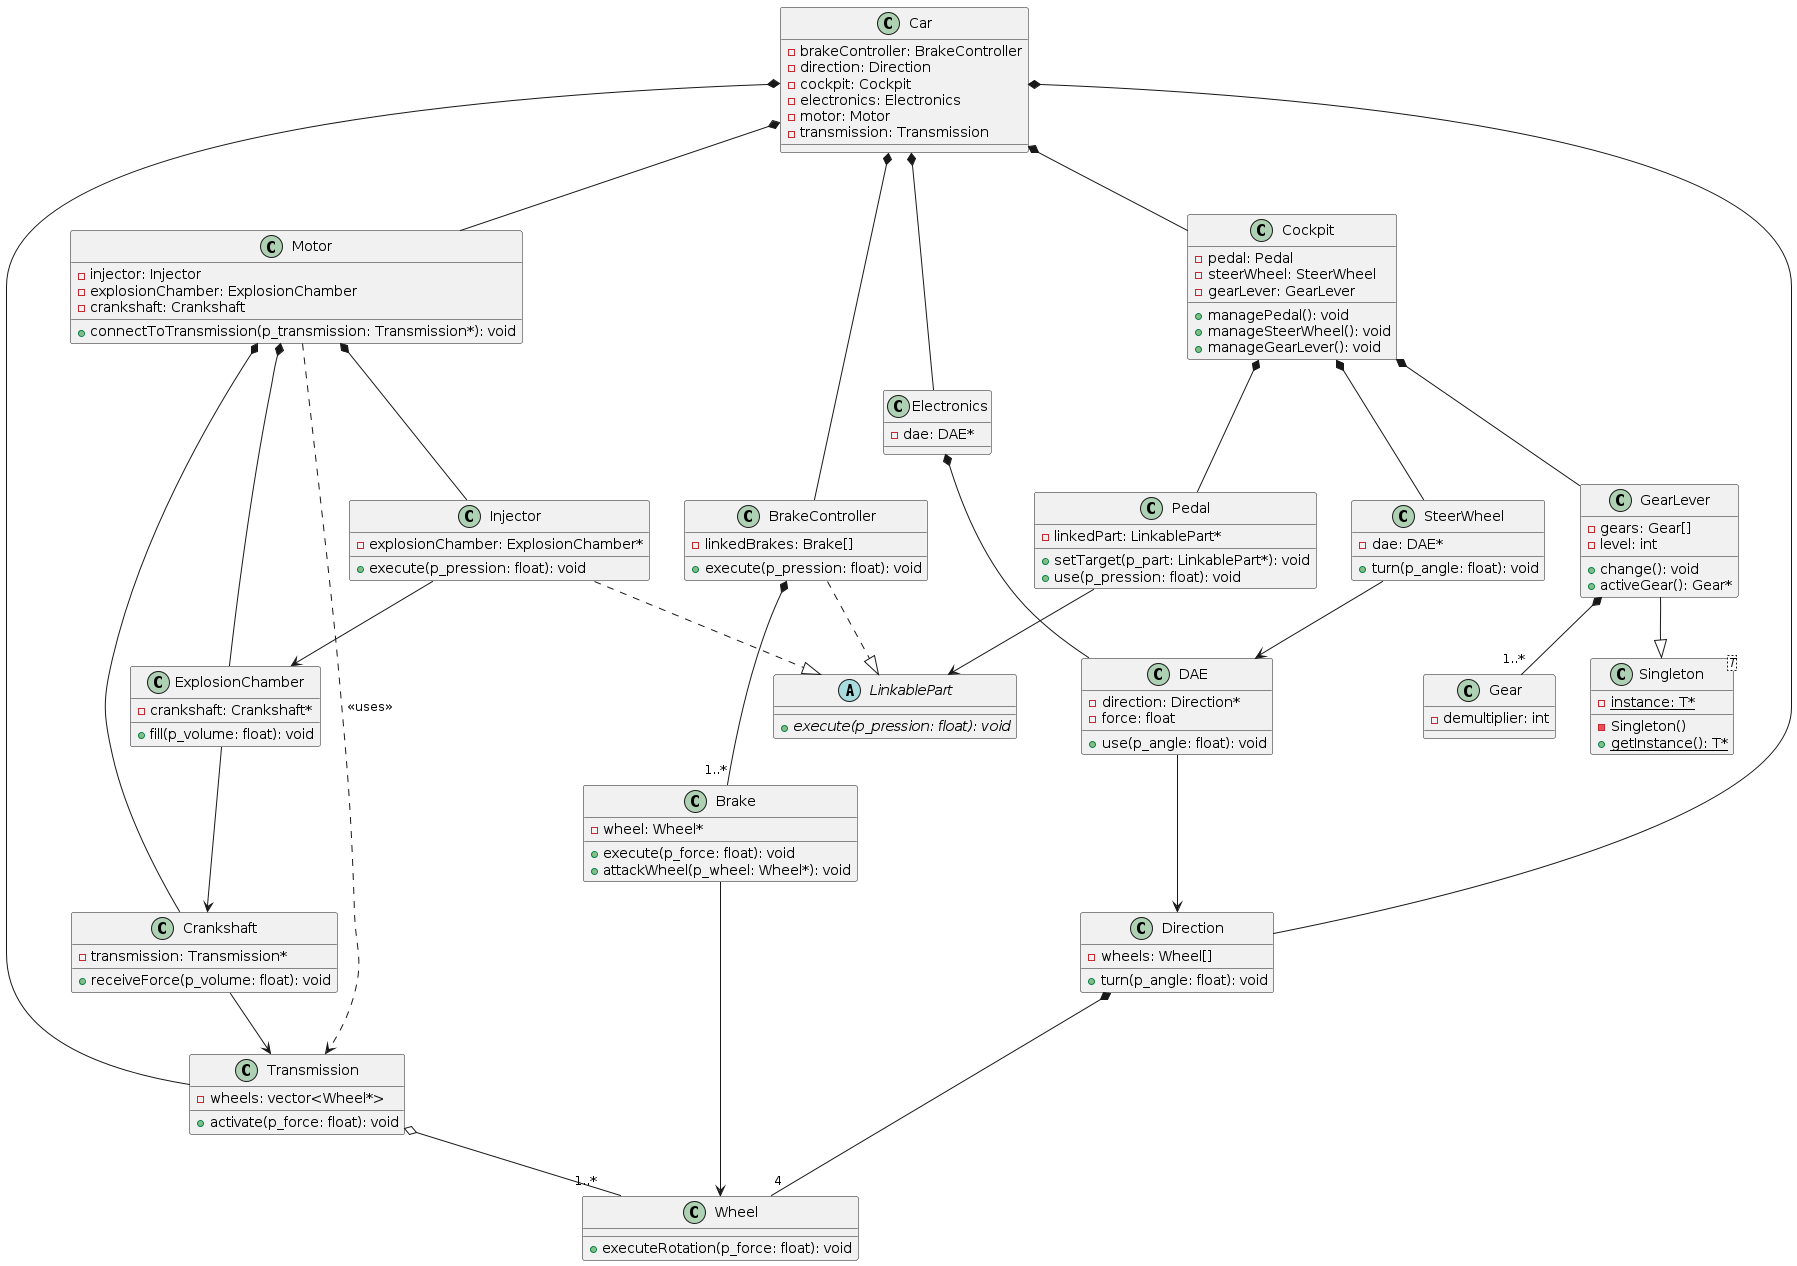 Car
brakeController: BrakeController
direction: Direction
cockpit: Cockpit
electronics: Electronics
motor: Motor
transmission: Transmission
Motor
injector: Injector
explosionChamber: ExplosionChamber
crankshaft: Crankshaft
connectToTransmission(p_transmission: Transmission*): void
Cockpit
pedal: Pedal
steerWheel: SteerWheel
gearLever: GearLever
managePedal(): void
manageSteerWheel(): void
manageGearLever(): void
Electronics
dae: DAE*
Injector
explosionChamber: ExplosionChamber*
execute(p_pression: float): void
BrakeController
linkedBrakes: Brake[]
execute(p_pression: float): void
Pedal
linkedPart: LinkablePart*
setTarget(p_part: LinkablePart*): void
use(p_pression: float): void
SteerWheel
dae: DAE*
turn(p_angle: float): void
GearLever
gears: Gear[]
level: int
change(): void
activeGear(): Gear*
ExplosionChamber
crankshaft: Crankshaft*
fill(p_volume: float): void
«uses»
LinkablePart
execute(p_pression: float): void
DAE
direction: Direction*
force: float
use(p_angle: float): void
1..*
Gear
demultiplier: int
Singleton
T
instance: T*
Singleton()
getInstance(): T*
1..*
Brake
wheel: Wheel*
execute(p_force: float): void
attackWheel(p_wheel: Wheel*): void
Crankshaft
transmission: Transmission*
receiveForce(p_volume: float): void
Direction
wheels: Wheel[]
turn(p_angle: float): void
Transmission
wheels: vector<Wheel*>
activate(p_force: float): void
1..*
4
Wheel
executeRotation(p_force: float): void